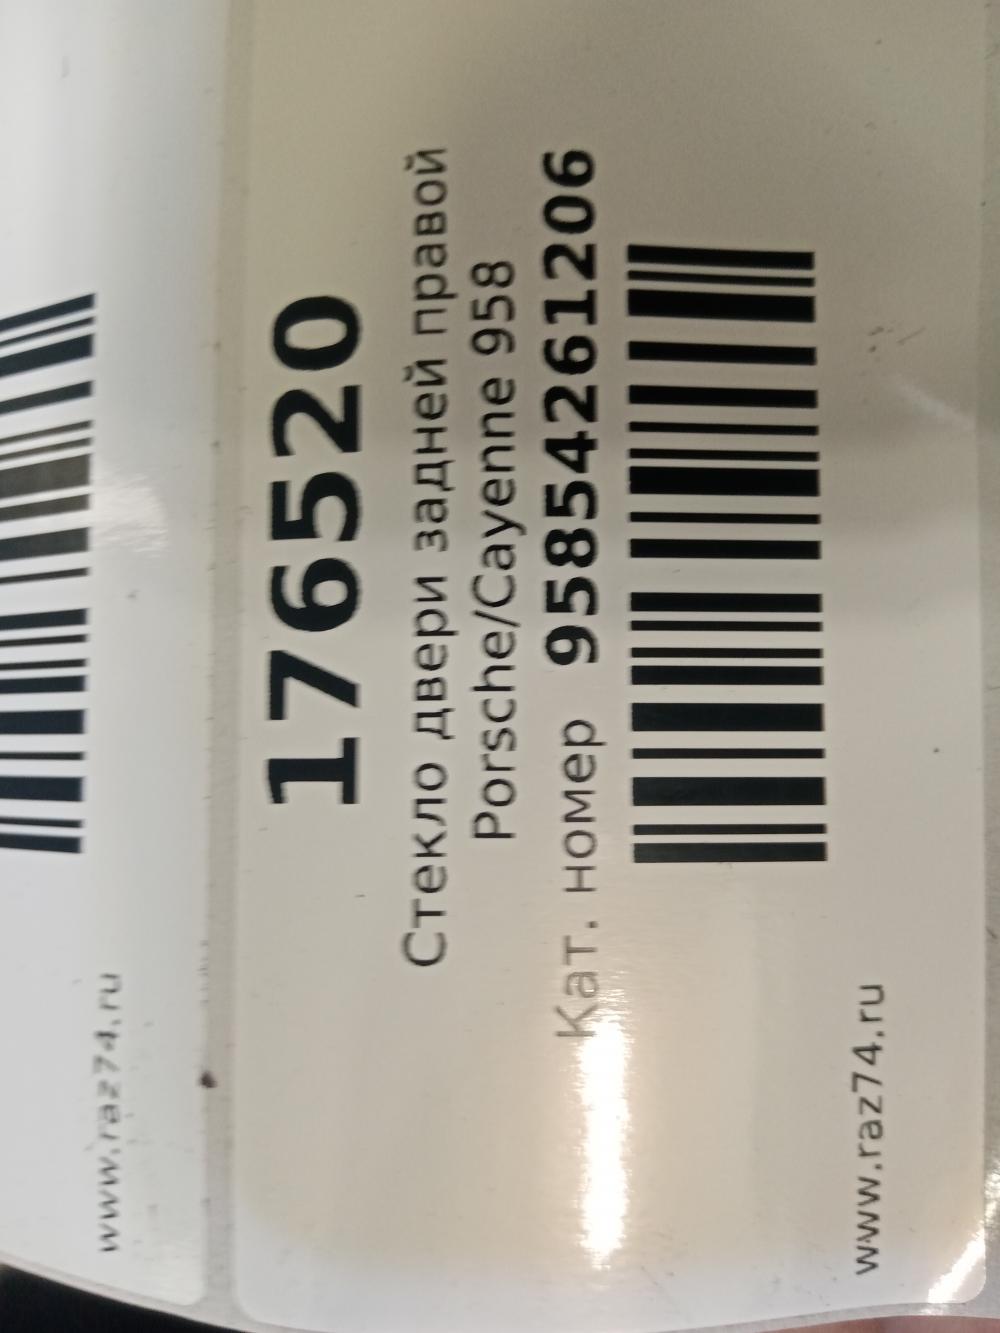 www.raz74.ru
176520
Стекло двери задней правой
Porsche/Cayenne 958
Кат. номер 95854261206
www.raz74.ru